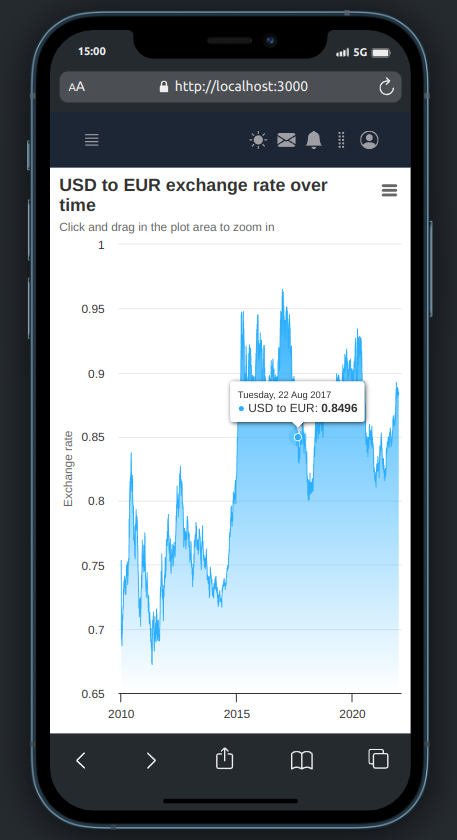 15:00
5G
AA
http://localhost:3000
USD to EUR exchange rate over
time
Click and drag in the plot area to zoom in
1
0.95
0.9
Tuesday, 22 Aug 2017
USD to EUR: 0.8496
0.85
Exchange rate
0.8
0.75
0.7
0.65
2010
2015
2020